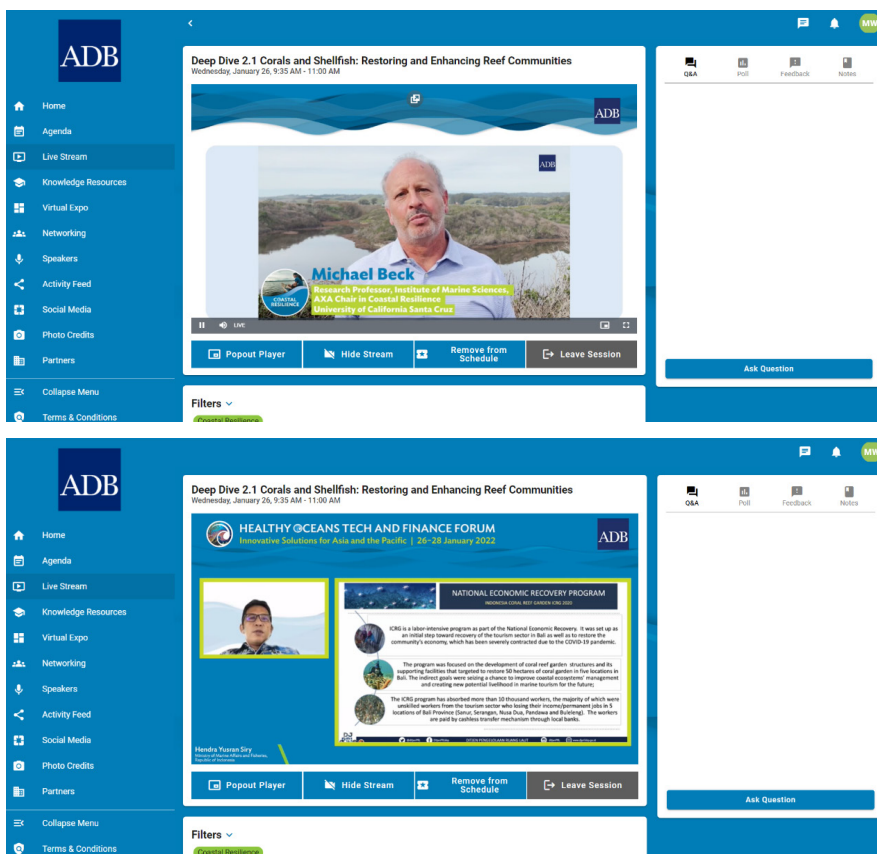 ADB
Home
Agenda
Live Stream
Knowledge Resources
Virtual Expo
Networking
Speakers
Activity Feed
Social Media
Photo Credits
Partners
Collapse Menu
Terms & Conditions
MW
Deep Dive 2.1 Corals and Shellfish: Restoring and Enhancing Reef Communities
Wednesday, January 26, 9:35 AM - 11:00 AM
ADB
ADB
COASTAL
RESILIENCE
Michael Beck
Research Professor, Institute of Marine Sciences,
AXA Chair in Coastal Resilience
University of California Santa Cruz
LIVE
Popout Player
Hide Stream
Remove from
Schedule
Leave Session
Filters
Coastal Resilience
Q&A
Poll
Feedback
Notes
Ask Question
ADB
Home
Agenda
Live Stream
Knowledge Resources
Virtual Expo
Networking
Speakers
Activity Feed
Social Media
Photo Credits
Partners
Collapse Menu
Terms & Conditions
MW
Deep Dive 2.1 Corals and Shellfish: Restoring and Enhancing Reef Communities
Wednesday, January 26, 9:35 AM - 11:00 AM
HEALTHY OCEANS TECH AND FINANCE FORUM
Innovative Solutions for Asia and the Pacific | 26-28 January 2022
ADB
NATIONAL ECONOMIC RECOVERY PROGRAM
INDONESIA CORAL REEF GARDEN ICRG 2020
ICRG is a labor-intensive program as part of the National Economic Recovery. It was set up as
an initial step toward recovery of the tourism sector in Bali as well as to restore the
community's economy, which has been severely contracted due to the COVID-19 pandemic.
The program was focused on the development of coral reef garden structures and its
supporting facilities that targeted to restore 50 hectares of coral garden in five locations in
Bali. The indirect goals were seizing a chance to improve coastal ecosystems' management
and creating new potential livelihood in marine tourism for the future;
The ICRG program has absorbed more than 10 thousand workers, the majority of which were
unskilled workers from the tourism sector who losing their income/permanent jobs in 5
locations of Bali Province (Sanur, Serangan, Nusa Dua, Pandawa and Buleleng). The workers
are paid by cashless transfer mechanism through local banks.
Hendra Yusran Siry
Ministry of Marine Affairs and Fisheries,
Republic of Indonesia
Popout Player
Hide Stream
Remove from
Schedule
Leave Session
Filters
Coastal Resilience
Q&A
Poll
Feedback
Notes
Ask Question